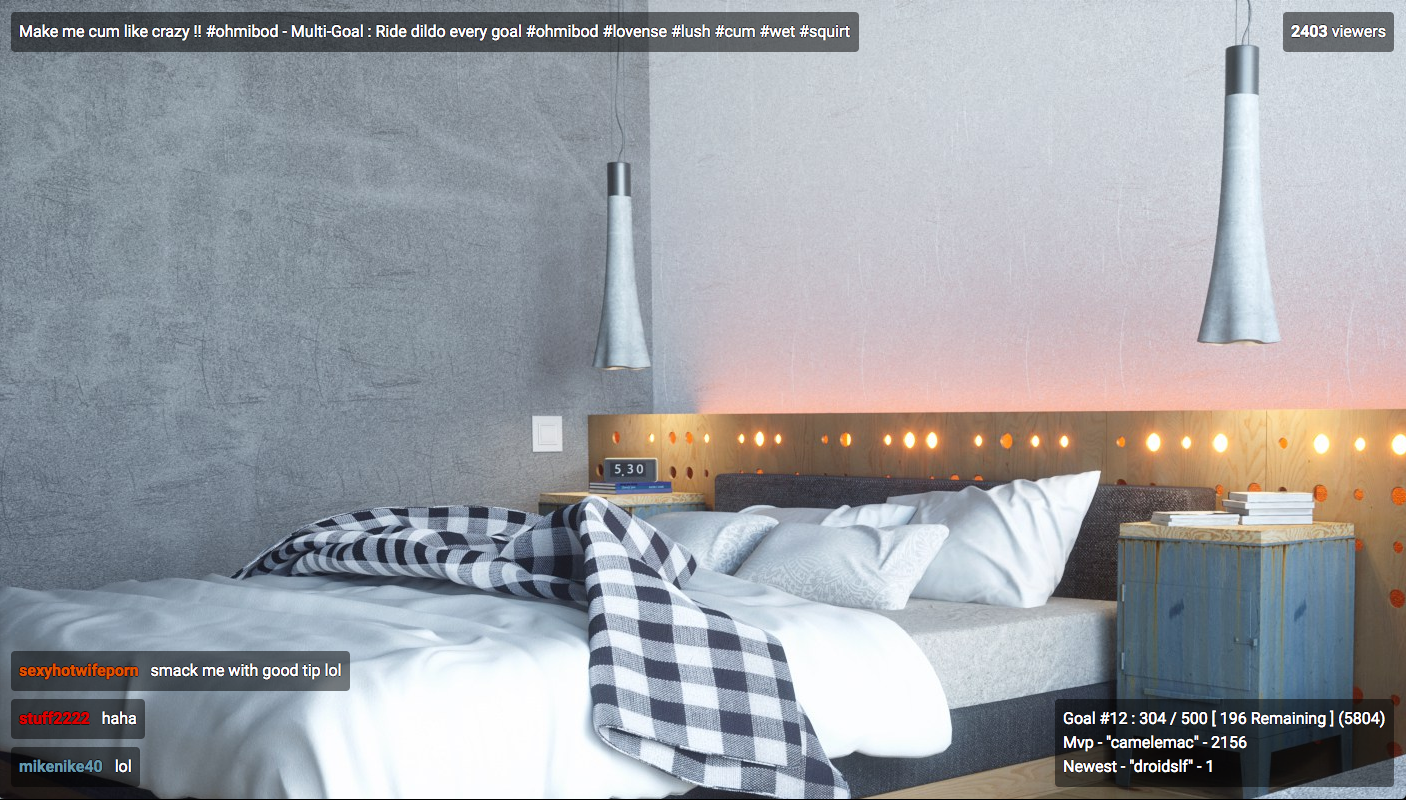 Make me cum like crazy !! #ohmibod - Multi-Goal : Ride dildo every goal #ohmibod #lovense #lush #cum #wet #squirt
2403 viewers
5,30
sexyhotwifeporn smack me with good tip lol
stuff2222 haha
mikenike40 lol
Goal #12 : 304 / 500 [ 196 Remaining ] (5804)
Mvp - "camelemac" - 2156
Newest - "droidslf" - 1